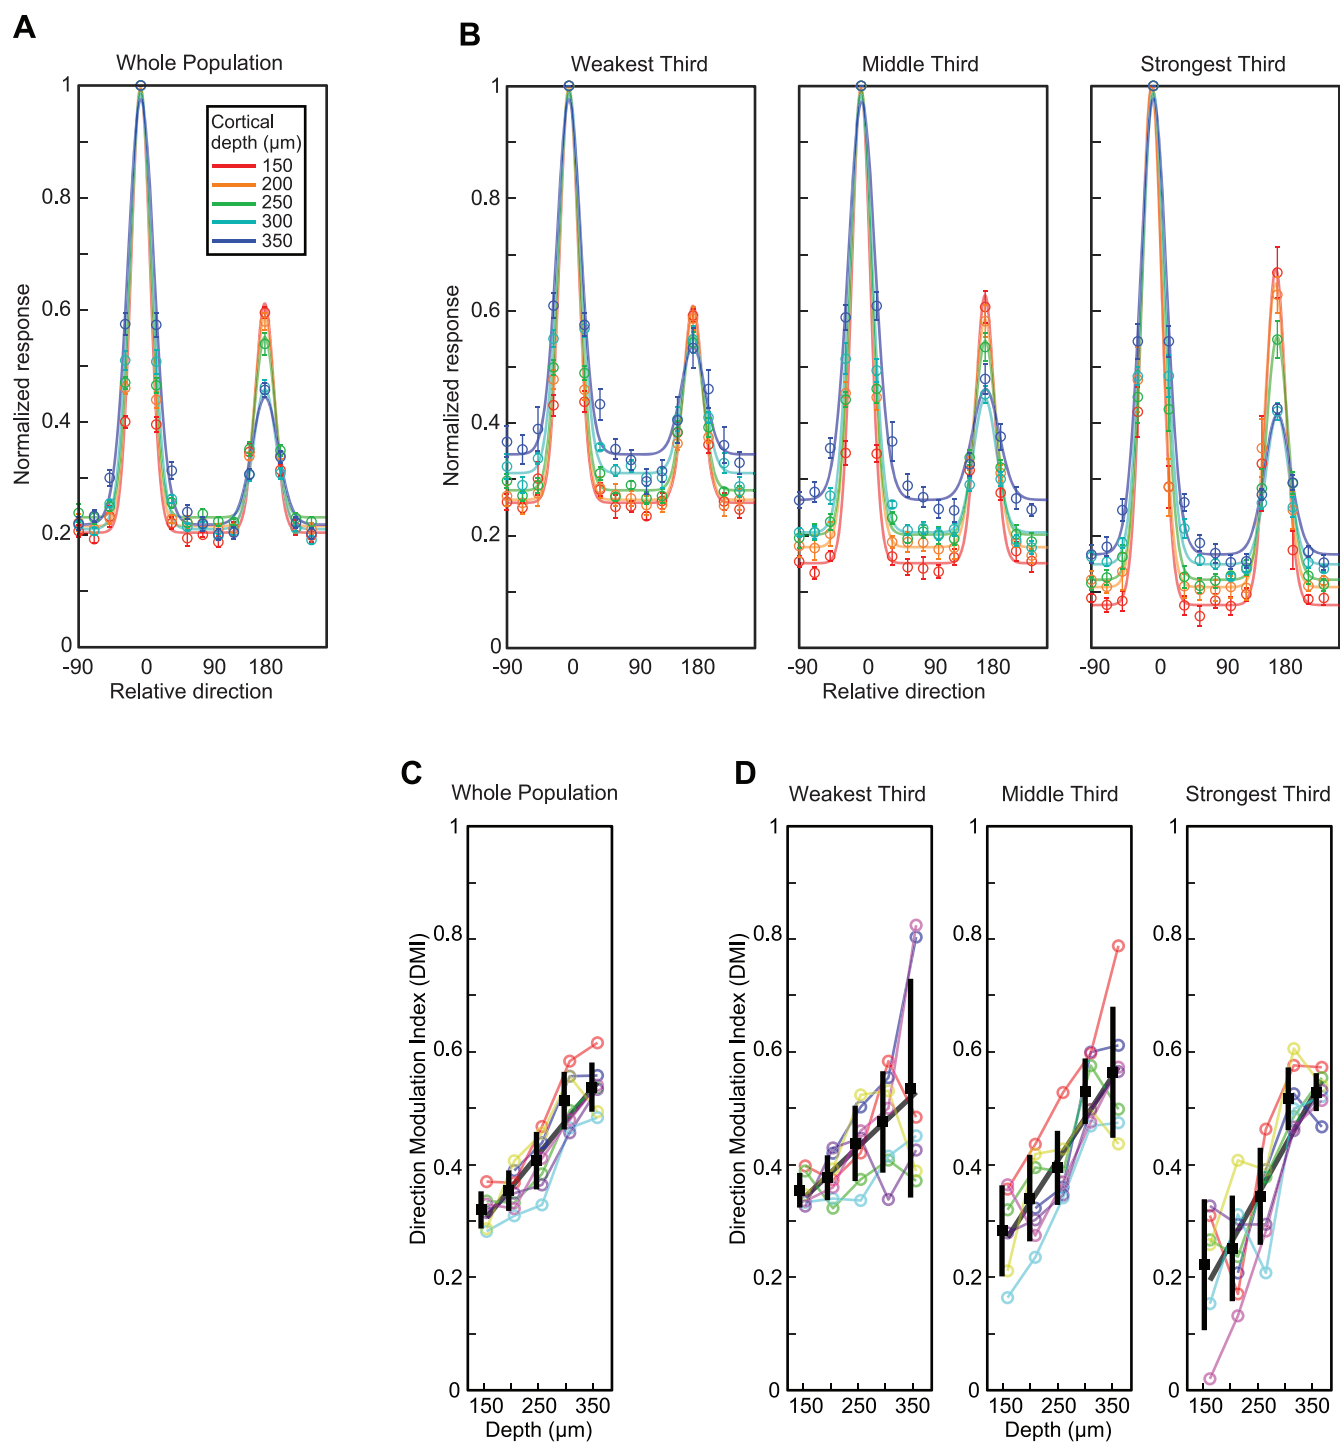 A
B
Whole Population
Weakest Third
Middle Third
Strongest Third
Normalized response
1
0.8
0.6
0.4
0.2
0
Cortical
depth (μm)
150
200
250
300
350
-90 0 90 180
Relative direction
Normalized response
1
0.8
0.6
0.4
0.2
0
-90 0 90 180
-90 0 90 180
-90 0 90 180
Relative direction
C
D
Whole Population
Weakest Third
Middle Third
Strongest Third
Direction Modulation Index (DMI)
1
0.8
0.6
0.4
0.2
0
150 250 350
Depth (μm)
Direction Modulation Index (DMI)
1
0.8
0.6
0.4
0.2
0
150 250 350
1
0.8
0.6
0.4
0.2
0
150 250 350
Depth (μm)
1
0.8
0.6
0.4
0.2
0
150 250 350